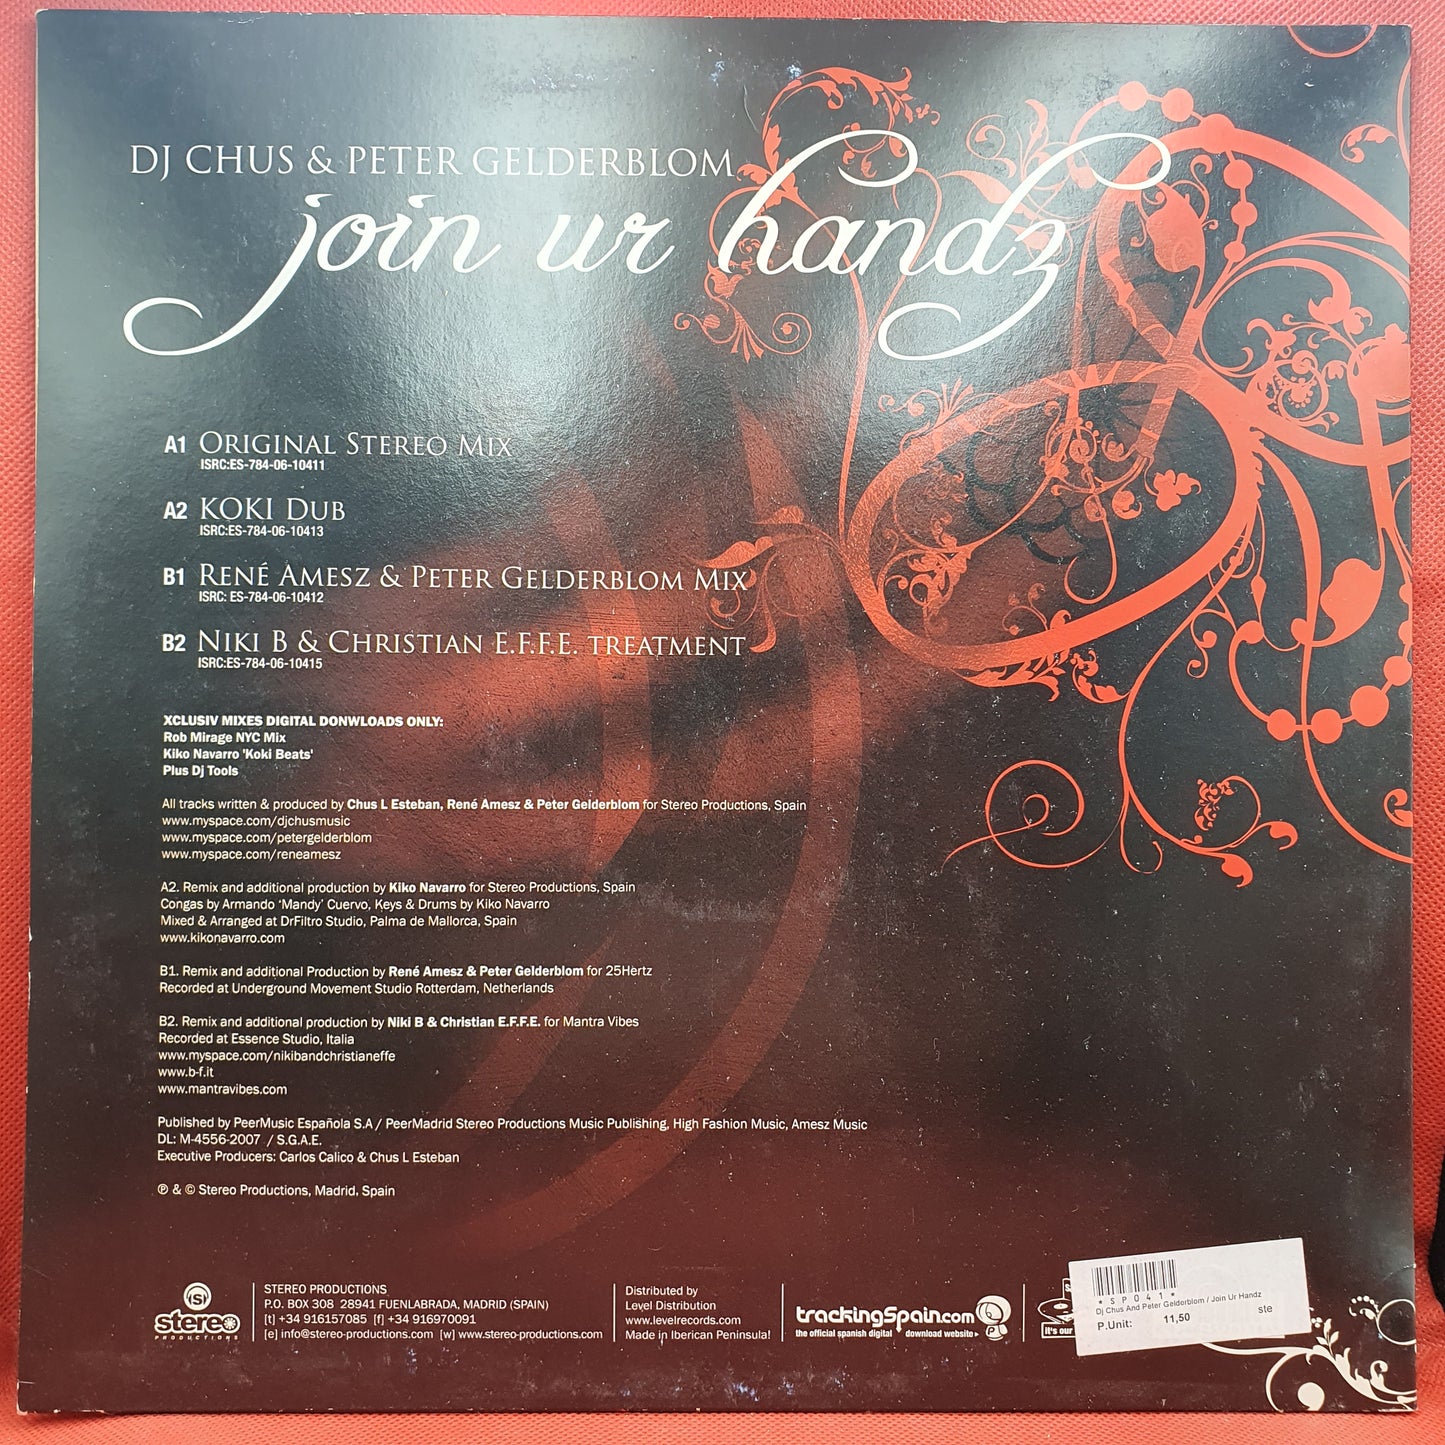 DJ CHUS & PETER GELDERBLOM
join ur handz
A1 ORIGINAL STEREO MIX
ISRC:ES-784-06-10411
A2 KOKI DUB
ISRC:ES-784-06-10413
B1 RENÉ AMESZ & PETER GELDERBLOM MIX
ISRC: ES-784-06-10412
B2 NIKI B & CHRISTIAN E.F.F.E. TREATMENT
ISRC:ES-784-06-10415
XCLUSIV MIXES DIGITAL DONWLOADS ONLY:
Rob Mirage NYC Mix
Kiko Navarro 'Koki Beats'
Plus Dj Tools
All tracks written & produced by Chus L Esteban, René Amesz & Peter Gelderblom for Stereo Productions, Spain
www.myspace.com/djchusmusic
www.myspace.com/petergelderblom
www.myspace.com/reneamesz
A2. Remix and additional production by Kiko Navarro for Stereo Productions, Spain
Congas by Armando ‘Mandy’ Cuervo, Keys & Drums by Kiko Navarro
Mixed & Arranged at DrFiltro Studio, Palma de Mallorca, Spain
www.kikonavarro.com
B1. Remix and additional Production by René Amesz & Peter Gelderblom for 25Hertz
Recorded at Underground Movement Studio Rotterdam, Netherlands
B2. Remix and additional production by Niki B & Christian E.F.F.E. for Mantra Vibes
Recorded at Essence Studio, Italia
www.myspace.com/nikibandchristianeffe
www.b-f.it
www.mantravibes.com
Published by PeerMusic Española S.A / PeerMadrid Stereo Productions Music Publishing, High Fashion Music, Amesz Music
DL: M-4556-2007 / S.G.A.E.
Executive Producers: Carlos Calico & Chus L Esteban
℗ & © Stereo Productions, Madrid. Spain
(S)
stereo
PRODUCTIONS
STEREO PRODUCTIONS
P.O. BOX 308 28941 FUENLABRADA, MADRID (SPAIN)
[t] +34 916157085 [f] +34 916970091
[e] info@stereo-productions.com [w] www.stereo-productions.com
Distributed by
Level Distribution
www.levelrecords.com
Made in Iberican Peninsula!
trackingSpain.com
the official spanish digital download website
It's our
* S P 0 4 1 *
Dj Chus And Peter Gelderblom / Join Ur Handz
P.Unit: 11,50 ste